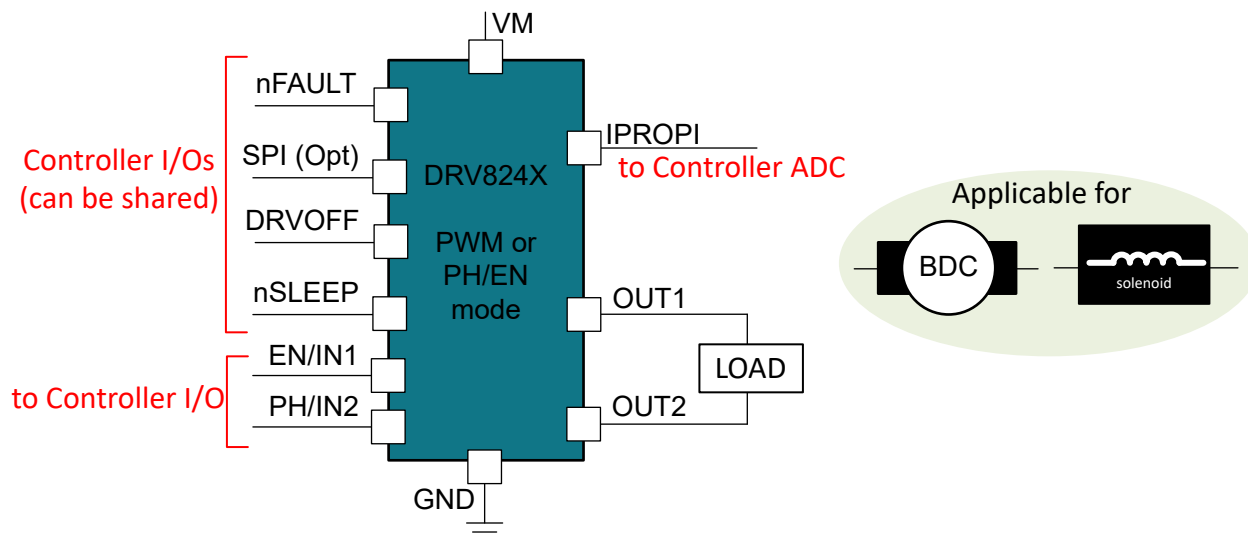 VM
nFAULT
SPI (Opt)
DRVOFF
nSLEEP
Controller I/Os
(can be shared)
EN/IN1
PH/IN2
to Controller I/O
DRV824X
PWM or
PH/EN
mode
IPROPI
to Controller ADC
OUT1
LOAD
OUT2
GND
Applicable for
BDC
solenoid